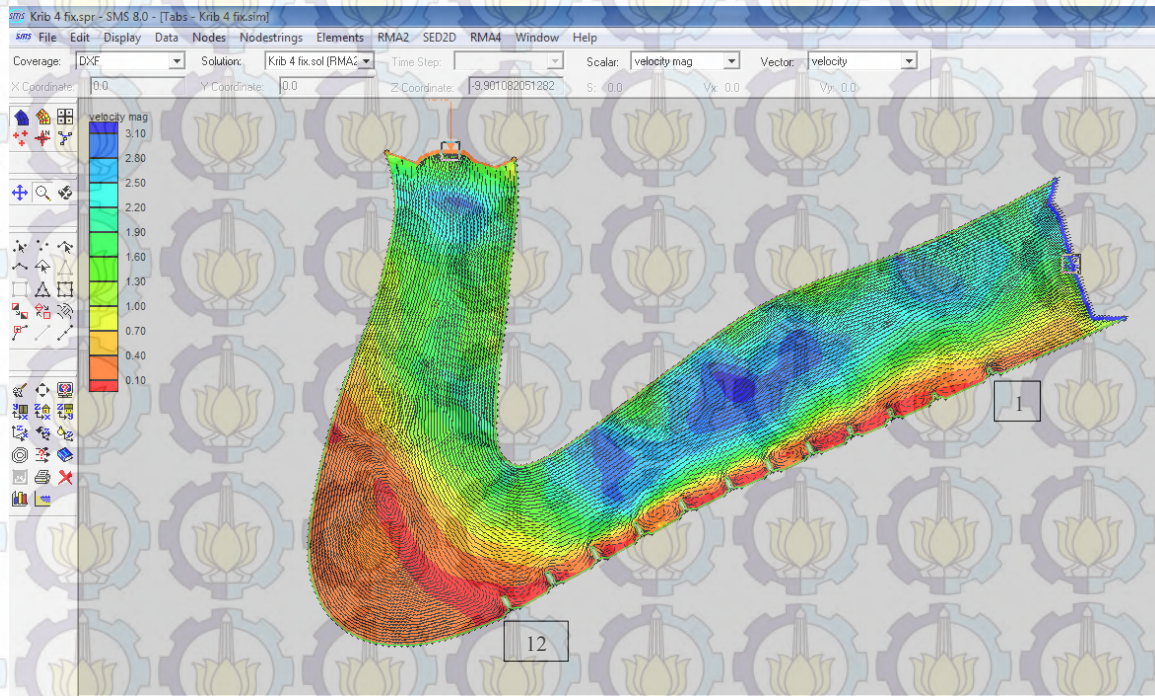 sms Krib 4 fix.spr - SMS 8.0 - [Tabs - Krib 4 fix.sim]
sms File Edit Display Data Nodes Nodestrings Elements RMA2 SED2D RMA4 Window Help
Coverage: DXF Solution: Krib 4 fix.sol (RMA2 Time Step: Scalar: velocity mag Vector: velocity
X Coordinate: 0.0 Y Coordinate: 0.0 Z Coordinate: -9.901082051282 S: 0.0 Vx: 0.0 Vy: 0.0
velocity mag
3.10
2.80
2.50
2.20
1.90
1.60
1.30
1.00
0.70
0.40
0.10
1
12